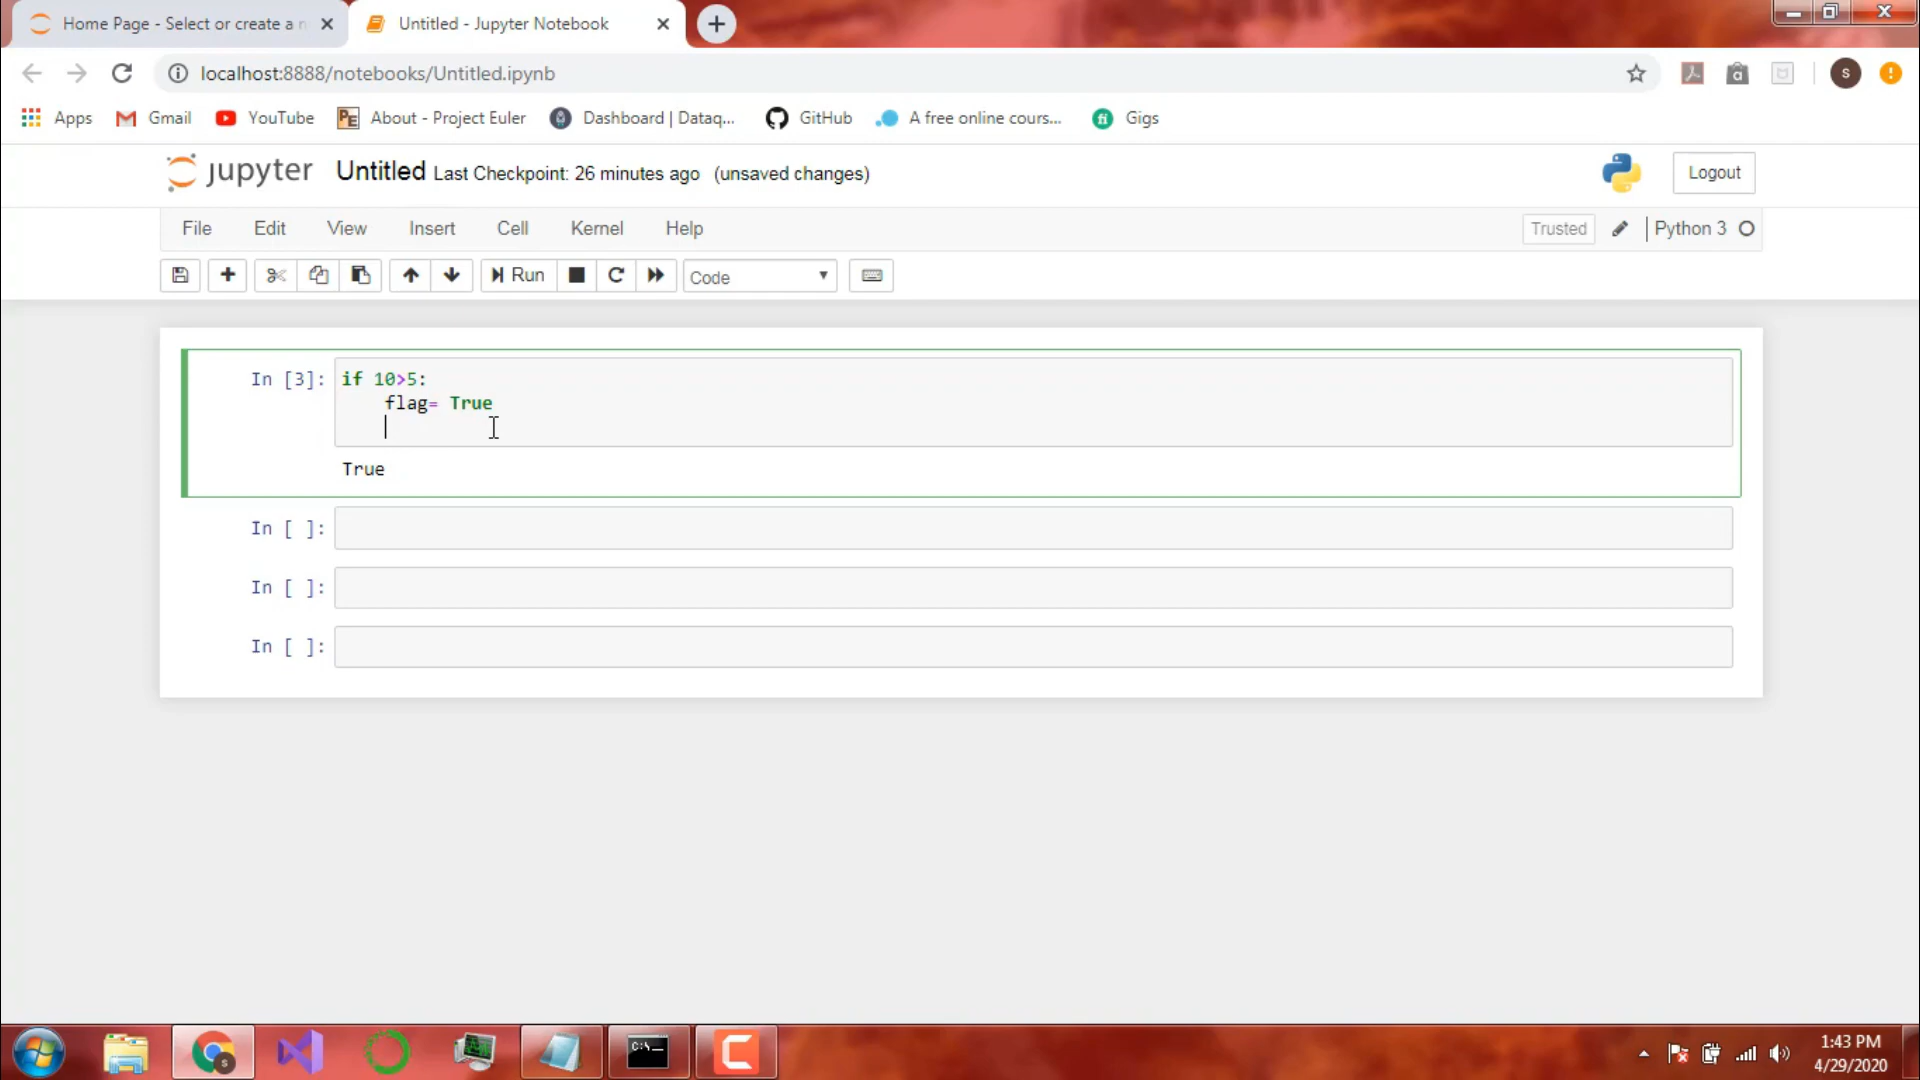 Home Page - Select or create a n
Untitled - Jupyter Notebook
localhost:8888/notebooks/Untitled.ipynb
s
Apps
Gmail
YouTube
PE
About - Project Euler
Dashboard | Dataq...
GitHub
A free online cours...
fi
Gigs
jupyter Untitled Last Checkpoint: 26 minutes ago (unsaved changes)
Logout
File Edit View Insert Cell Kernel Help
Trusted
Python 3
Run
Code
In [3]: if 10>5:
flag= True
True
In [ ]:
In [ ]:
In [ ]:
1:43 PM
4/29/2020